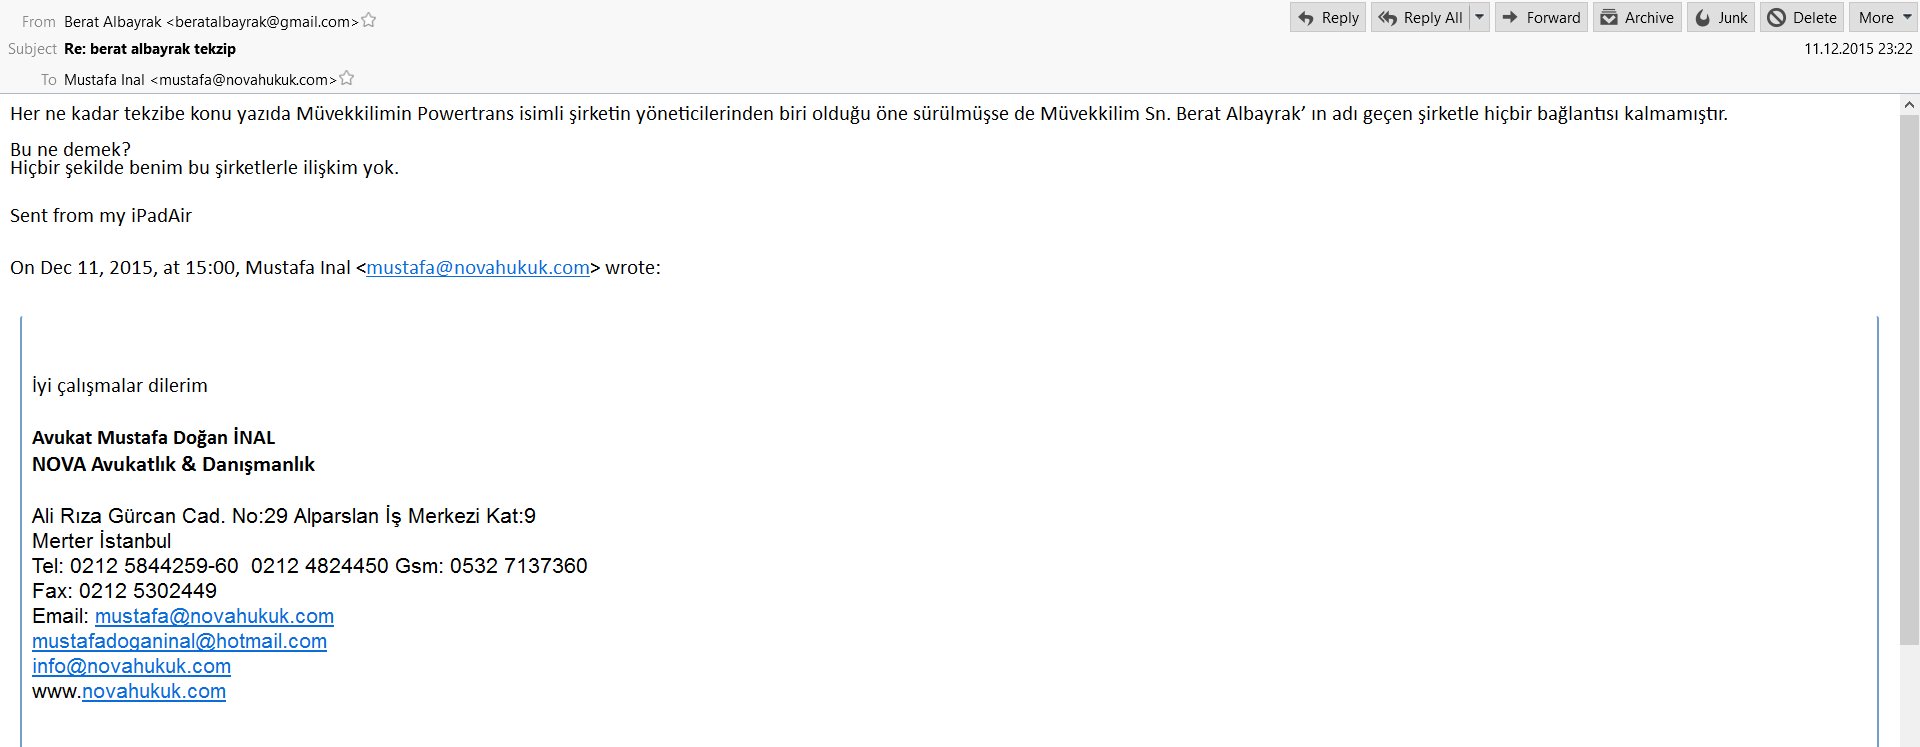 From Berat Albayrak <beratalbayrak@gmail.com>
Reply Reply All Forward Archive Junk Delete More
Subject Re: berat albayrak tekzip
11.12.2015 23:22
To Mustafa Inal <mustafa@novahukuk.com>
Her ne kadar tekzibe konu yazıda Müvekkilimin Powertrans isimli şirketin yöneticilerinden biri olduğu öne sürülmüşse de Müvekkilim Sn. Berat Albayrak’ ın adı geçen şirketle hiçbir bağlantısı kalmamıştır.
Bu ne demek?
Hiçbir şekilde benim bu şirketlerle ilişkim yok.
Sent from my iPadAir
On Dec 11, 2015, at 15:00, Mustafa Inal <mustafa@novahukuk.com> wrote:
İyi çalışmalar dilerim
Avukat Mustafa Doğan İNAL
NOVA Avukatlık & Danışmanlık
Ali Rıza Gürcan Cad. No:29 Alparslan İş Merkezi Kat:9
Merter İstanbul
Tel: 0212 5844259-60  0212 4824450 Gsm: 0532 7137360
Fax: 0212 5302449
Email: mustafa@novahukuk.com
mustafadoganinal@hotmail.com
info@novahukuk.com
www.novahukuk.com